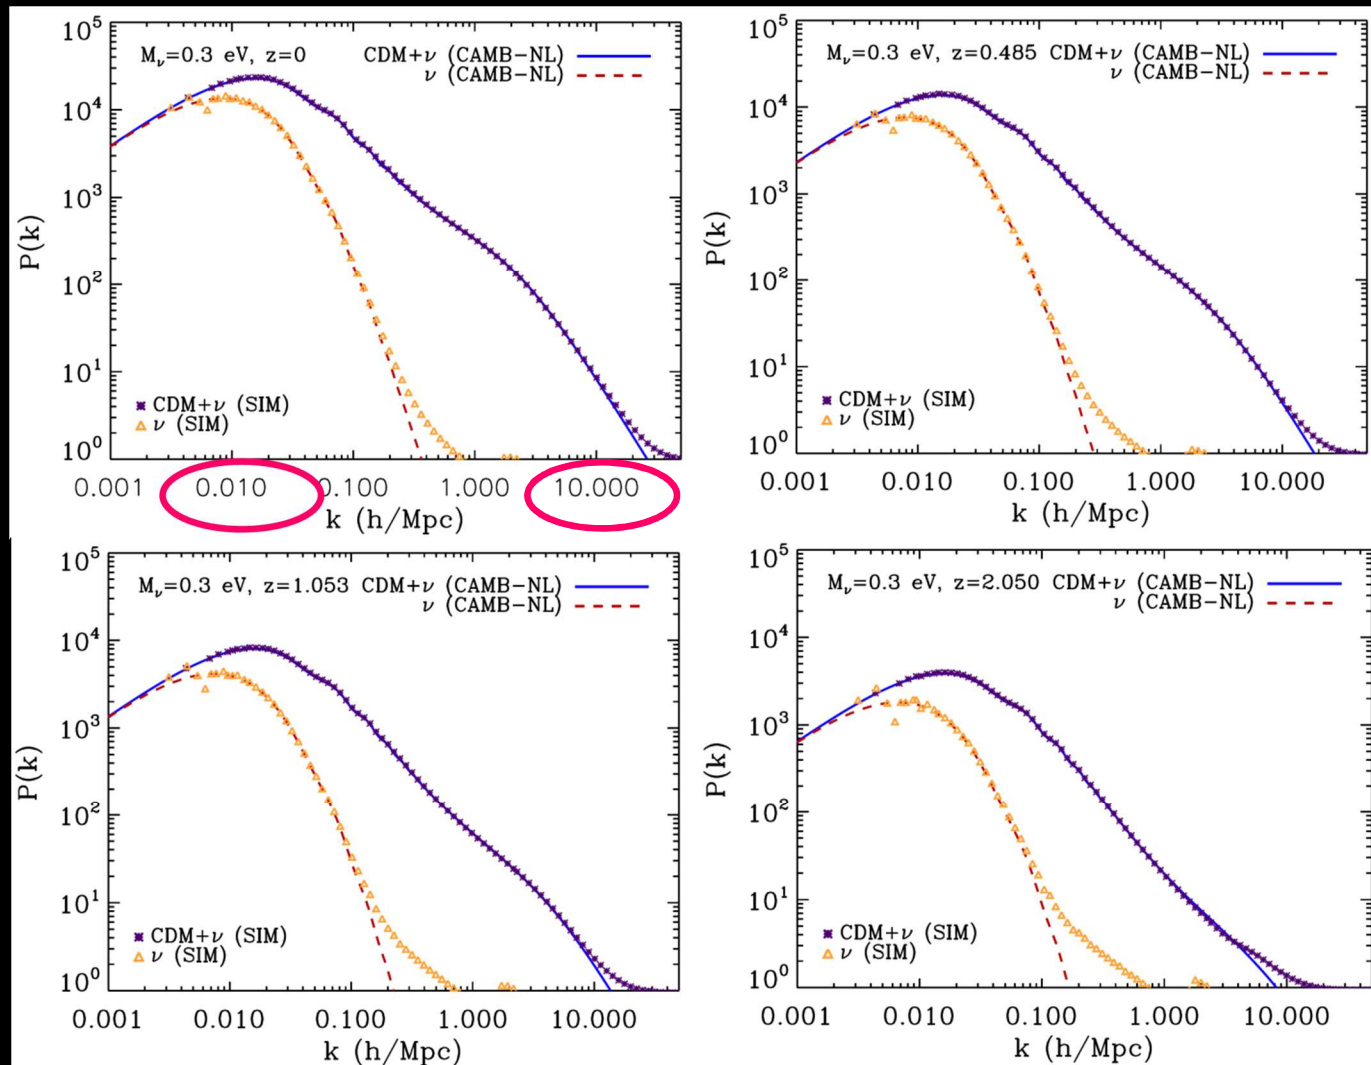 M_ν=0.3 eV, z=0 CDM+ν (CAMB-NL)
ν (CAMB-NL)
10^5
10^4
10^3
10^2
10^1
10^0
P(k)
CDM+ν (SIM)
ν (SIM)
0.001 0.010 0.100 1.000 10.000
k (h/Mpc)
M_ν=0.3 eV, z=0.485 CDM+ν (CAMB-NL)
ν (CAMB-NL)
10^5
10^4
10^3
10^2
10^1
10^0
P(k)
CDM+ν (SIM)
ν (SIM)
0.001 0.010 0.100 1.000 10.000
k (h/Mpc)
M_ν=0.3 eV, z=1.053 CDM+ν (CAMB-NL)
ν (CAMB-NL)
10^5
10^4
10^3
10^2
10^1
10^0
P(k)
CDM+ν (SIM)
ν (SIM)
0.001 0.010 0.100 1.000 10.000
k (h/Mpc)
M_ν=0.3 eV, z=2.050 CDM+ν (CAMB-NL)
ν (CAMB-NL)
10^5
10^4
10^3
10^2
10^1
10^0
P(k)
CDM+ν (SIM)
ν (SIM)
0.001 0.010 0.100 1.000 10.000
k (h/Mpc)